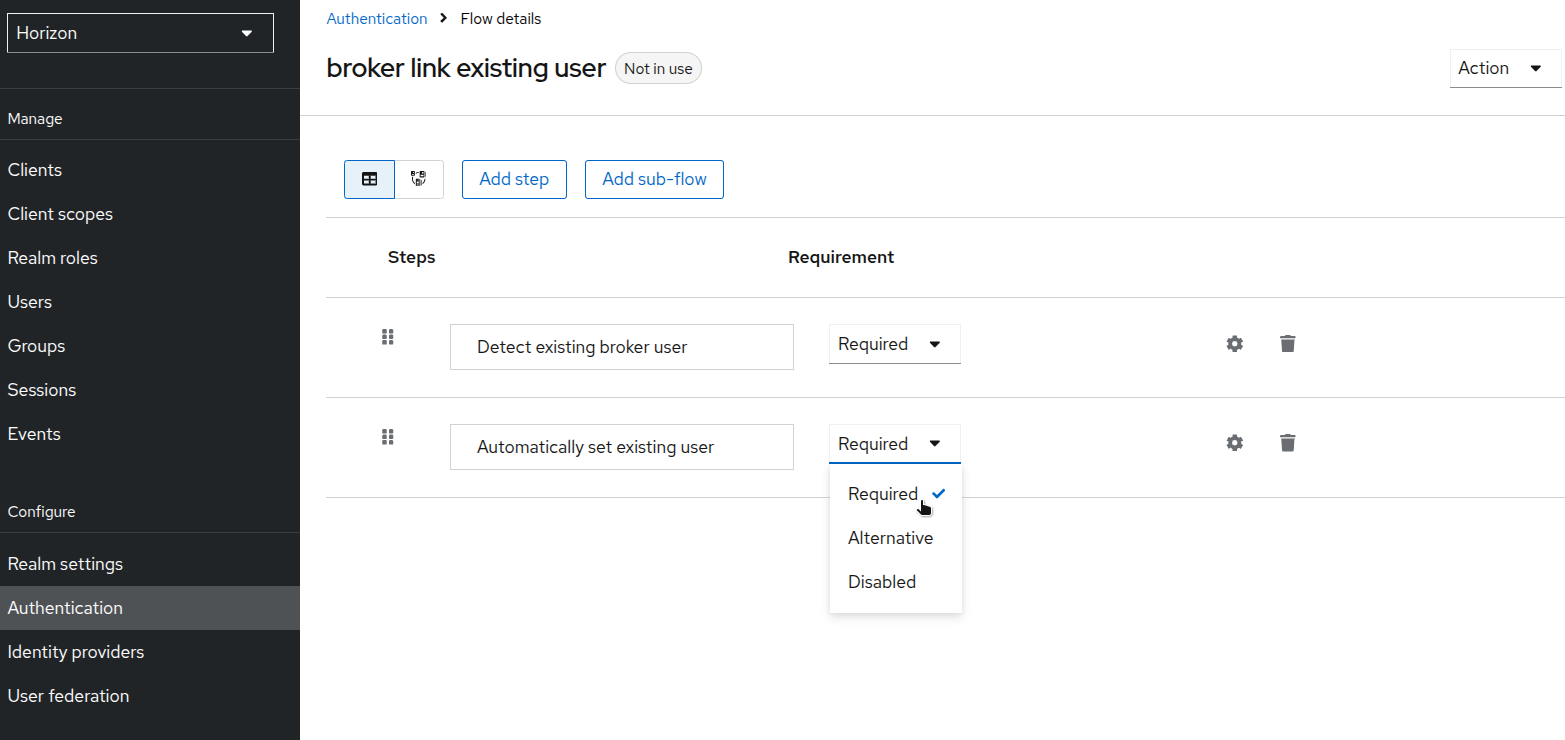 Horizon
Manage
Clients
Client scopes
Realm roles
Users
Groups
Sessions
Events
Configure
Realm settings
Authentication
Identity providers
User federation
Authentication Flow details
broker link existing user Not in use
Action
Add step Add sub-flow
Steps Requirement
Detect existing broker user Required
Automatically set existing user Required
Required
Alternative
Disabled